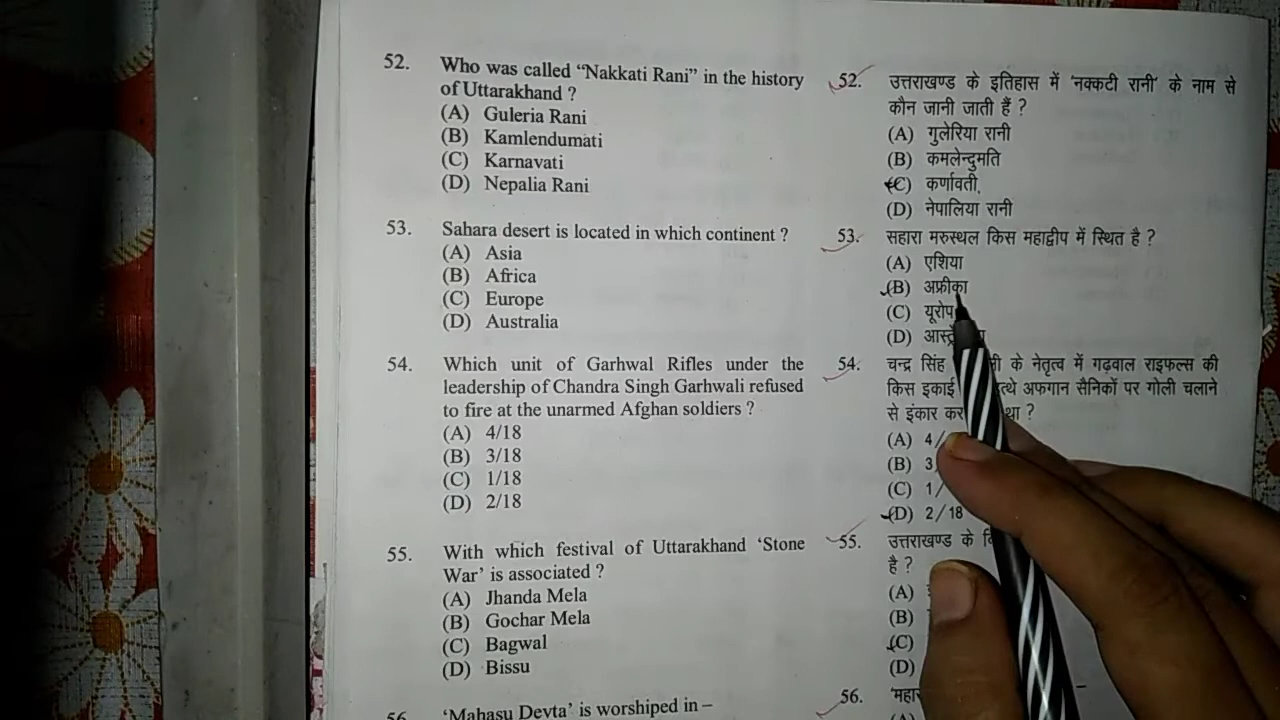 52. Who was called “Nakkati Rani” in the history
of Uttarakhand ?
(A) Guleria Rani
(B) Kamlendumati
(C) Karnavati
(D) Nepalia Rani
53. Sahara desert is located in which continent ?
(A) Asia
(B) Africa
(C) Europe
(D) Australia
54. Which unit of Garhwal Rifles under the
leadership of Chandra Singh Garhwali refused
to fire at the unarmed Afghan soldiers ?
(A) 4/18
(B) 3/18
(C) 1/18
(D) 2/18
55. With which festival of Uttarakhand ‘Stone
War’ is associated ?
(A) Jhanda Mela
(B) Gochar Mela
(C) Bagwal
(D) Bissu
56. ‘Mahasu Devta’ is worshiped in –
52. उत्तराखण्ड के इतिहास में ‘नक्कटी रानी’ के नाम से
कौन जानी जाती हैं ?
(A) गुलेरिया रानी
(B) कमलेन्दुमति
(C) कर्णावती
(D) नेपालिया रानी
53. सहारा मरुस्थल किस महाद्वीप में स्थित है ?
(A) एशिया
(B) अफ्रीका
(C) यूरोप
(D)
54. चन्द्र सिंह के नेतृत्व में गढ़वाल राइफल्स की
किस इकाई अफगान सैनिकों पर गोली चलाने
से इंकार कर था ?
(A) 4/
(B) 3
(C) 1/
(D) 2/18
55. उत्तराखण्ड के
है ?
(A)
(B)
(C)
(D)
56.
(A)